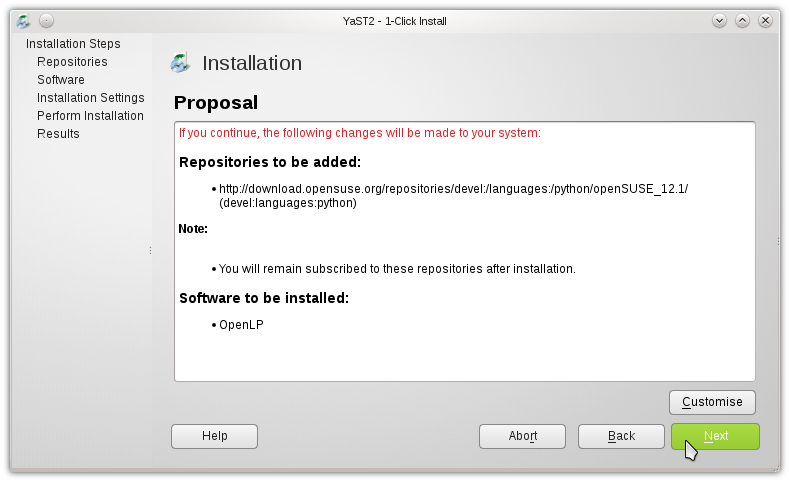 YaST2 - 1-Click Install
Installation Steps
Repositories
Software
Installation Settings
Perform Installation
Results
Installation
Proposal
If you continue, the following changes will be made to your system:
Repositories to be added:
• http://download.opensuse.org/repositories/devel:/languages:/python/openSUSE_12.1/
(devel:languages:python)
Note:
• You will remain subscribed to these repositories after installation.
Software to be installed:
• OpenLP
Customise
Help
Abort
Back
Next